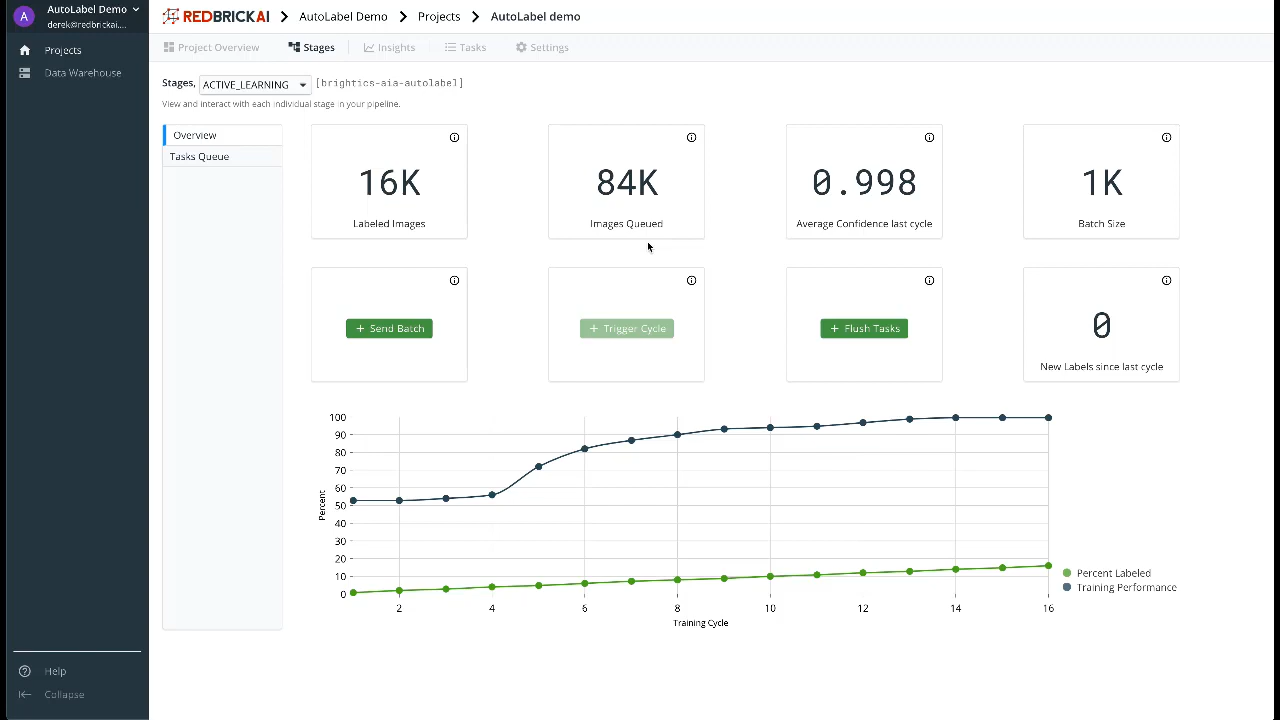 A
AutoLabel Demo
derek@redbrickai....
Projects
Data Warehouse
Help
Collapse
REDBRICKAI AutoLabel Demo Projects AutoLabel demo
Project Overview Stages Insights Tasks Settings
Stages, ACTIVE_LEARNING [brightics-aia-autolabel]
View and interact with each individual stage in your pipeline.
Overview
Tasks Queue
16K
Labeled Images
84K
Images Queued
0.998
Average Confidence last cycle
1K
Batch Size
+ Send Batch
+ Trigger Cycle
+ Flush Tasks
0
New Labels since last cycle
100
90
80
70
60
50
40
30
20
10
0
Percent
2 4 6 8 10 12 14 16
Training Cycle
Percent Labeled
Training Performance